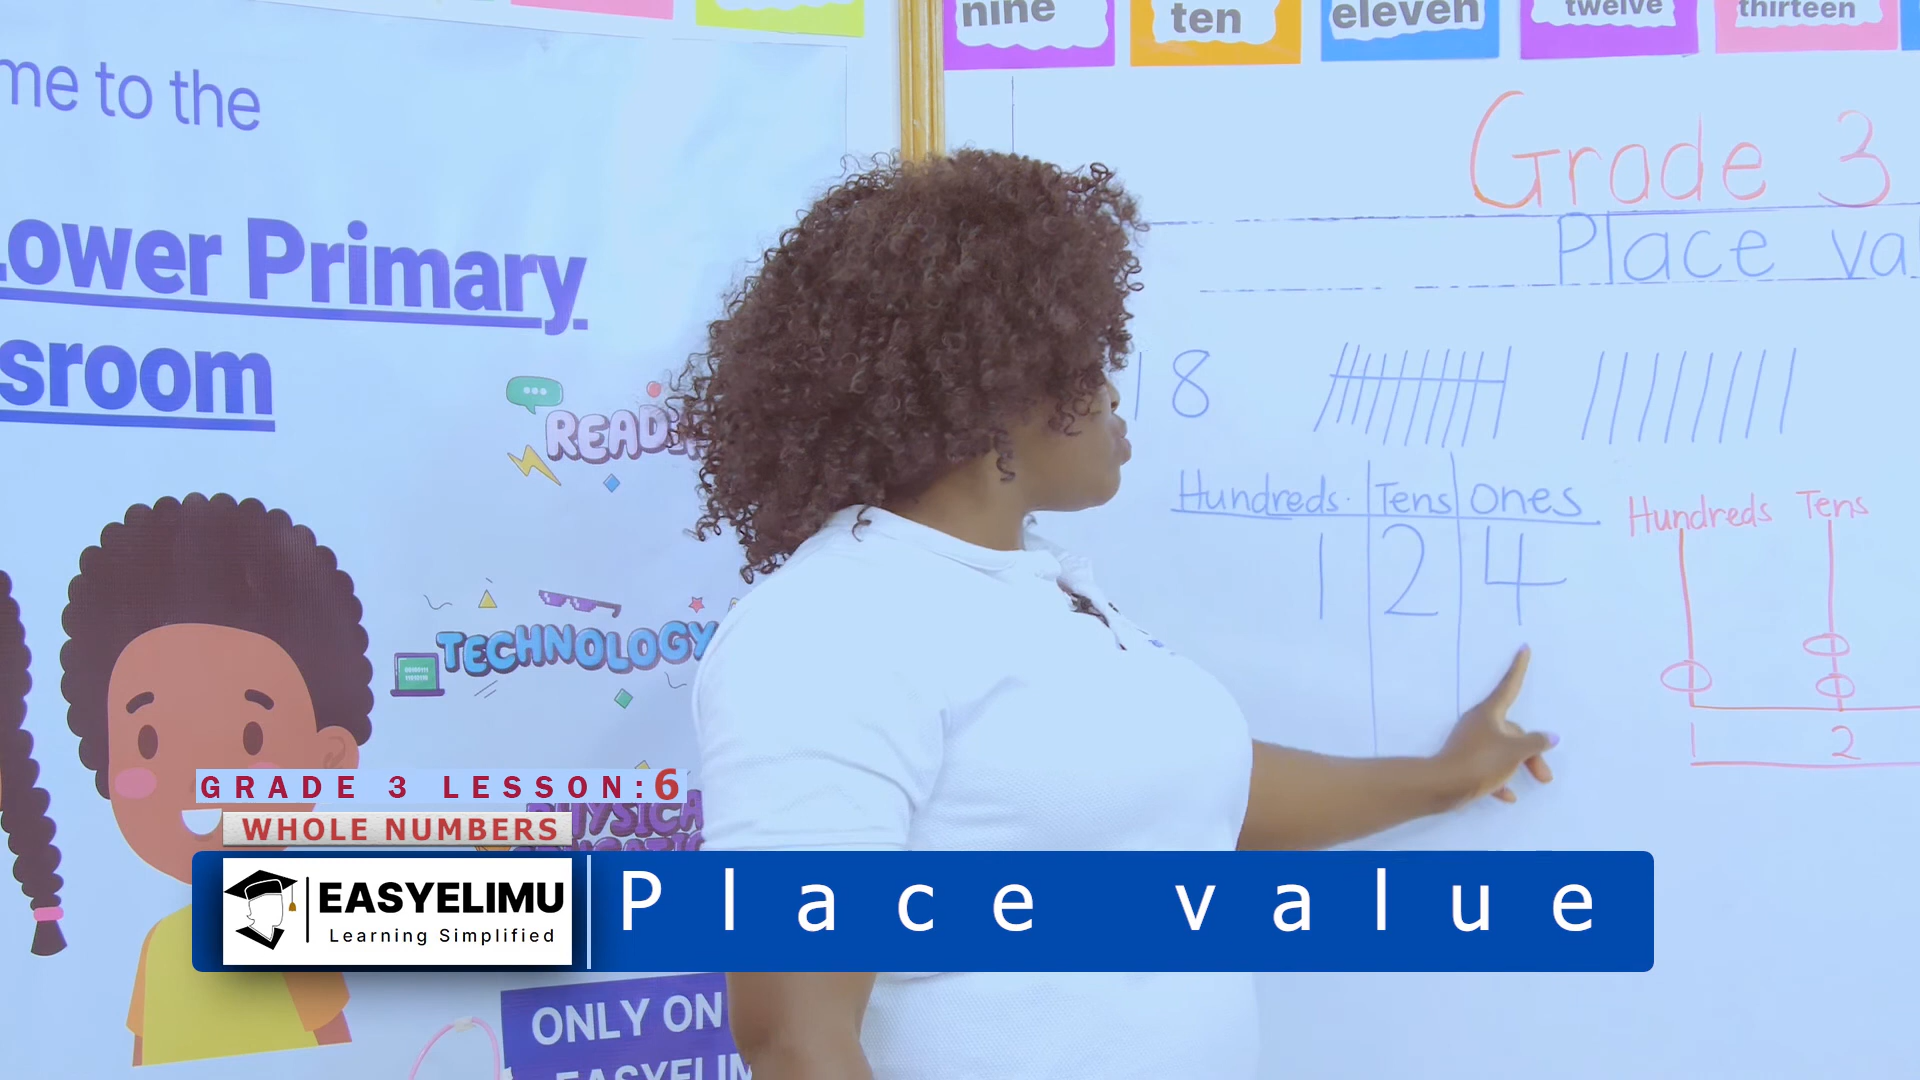 nine
ten
eleven
twelve
thirteen
me to the
Lower Primary
sroom
READ
TECHNOLOGY
Grade 3
Place va
18
Hundreds Tens Ones
1 2 4
Hundreds Tens
1 2
GRADE 3 LESSON:6
WHOLE NUMBERS
EASYELIMU
Learning Simplified
Place value
ONLY ON